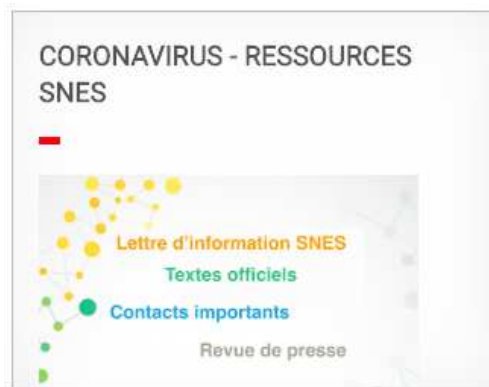 CORONAVIRUS - RESSOURCES
SNES
Lettre d'information SNES
Textes officiels
Contacts importants
Revue de presse